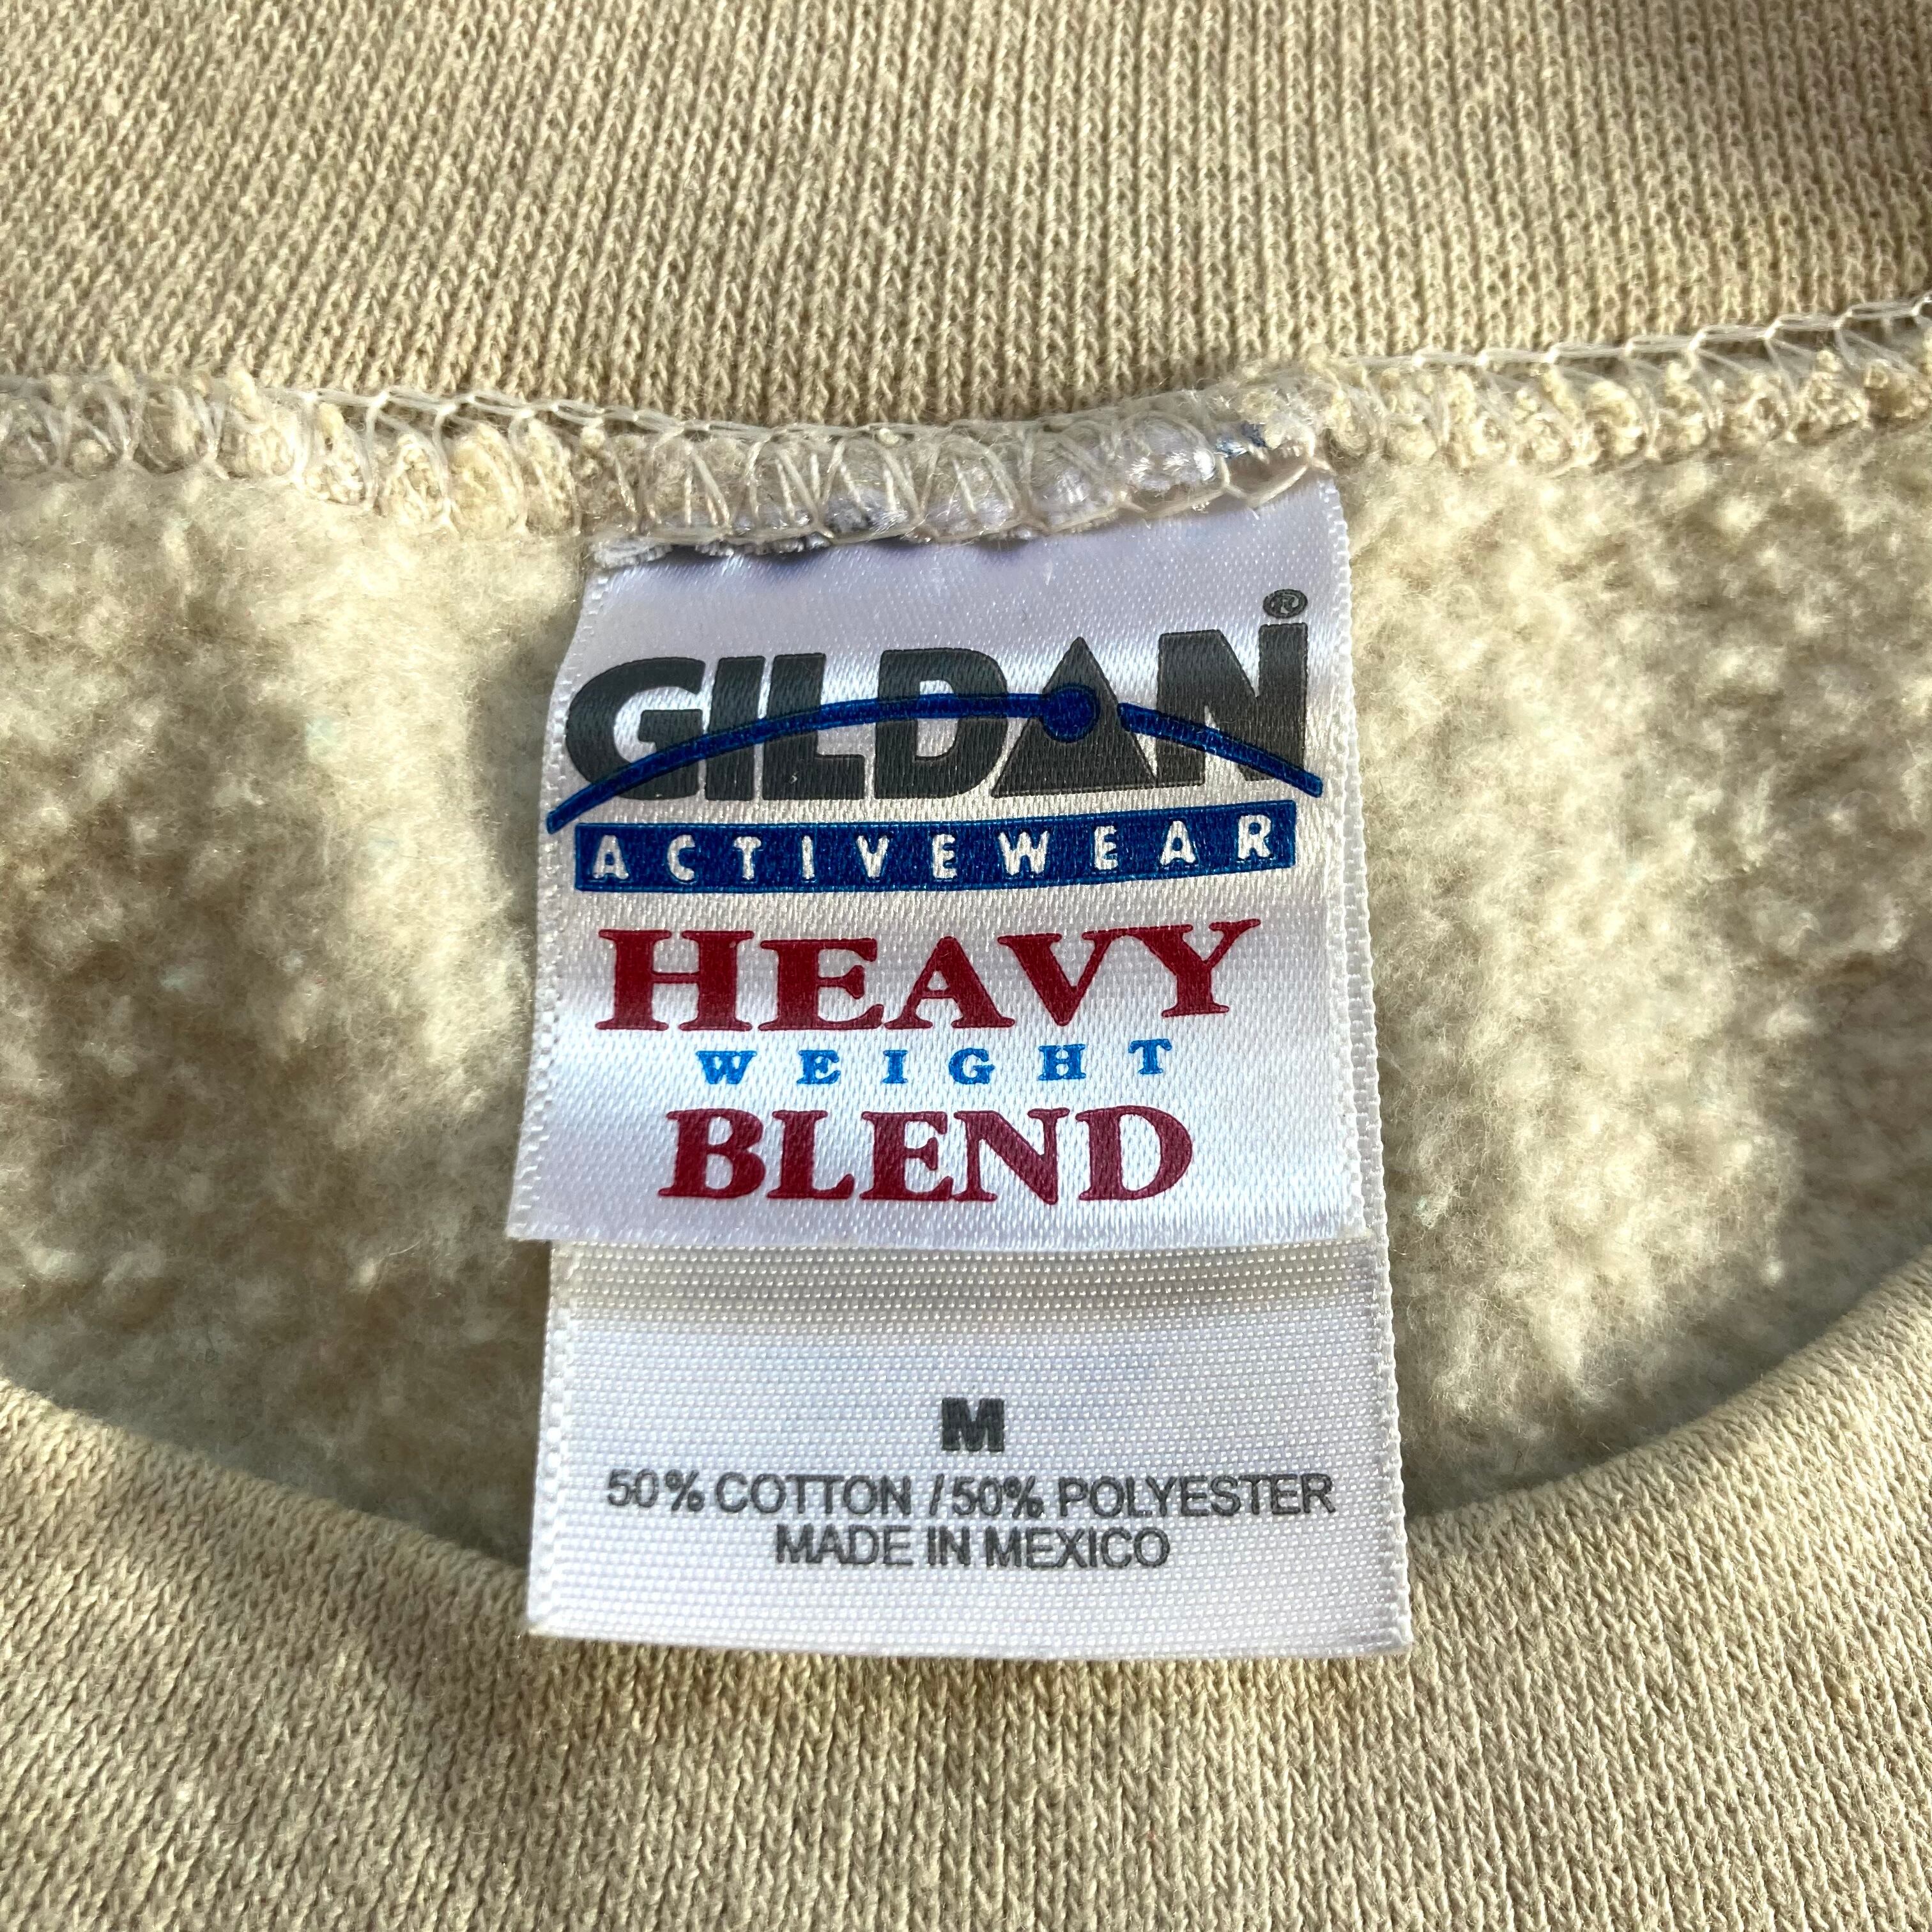 GILDAN®
ACTIVEWEAR
HEAVY
WEIGHT
BLEND
M
50% COTTON / 50% POLYESTER
MADE IN MEXICO